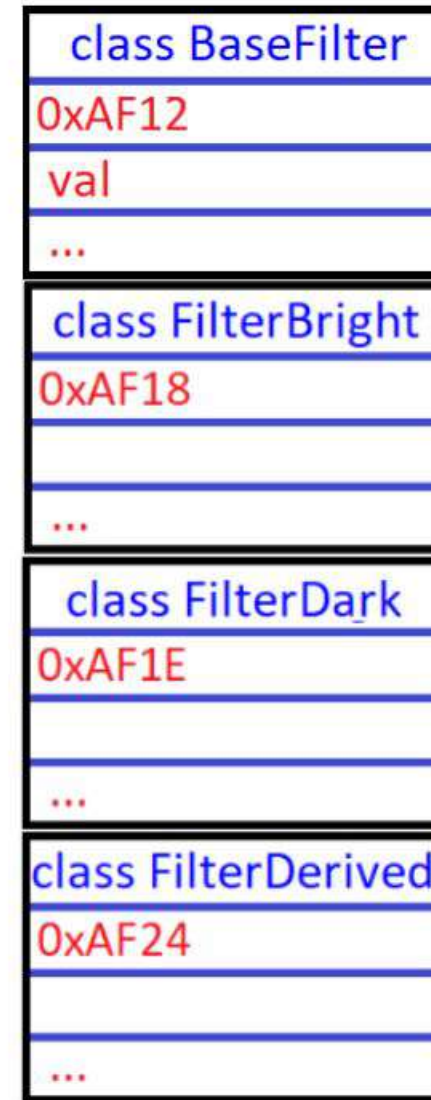 class BaseFilter
0xAF12
val
...
class FilterBright
0xAF18
...
class FilterDark
0xAF1E
...
class FilterDerived
0xAF24
...